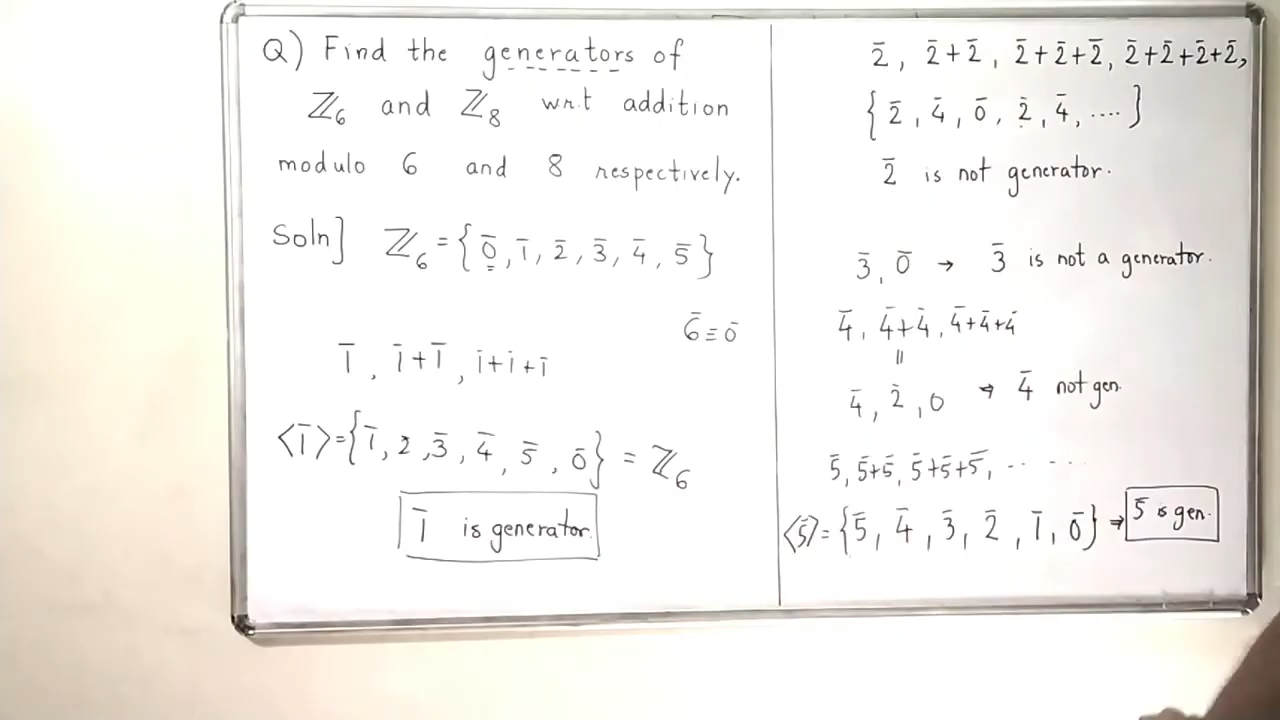 Q) Find the generators of
ℤ₆ and ℤ₈ w.r.t addition
modulo 6 and 8 respectively.
Soln] ℤ₆ = {0̄, 1̄, 2̄, 3̄, 4̄, 5̄}
6̄ ≡ 0̄
1̄, 1̄+1̄, 1̄+1̄+1̄
⟨1̄⟩ = {1̄, 2, 3̄, 4̄, 5̄, 0̄} = ℤ₆
1̄ is generator.
2̄, 2̄+2̄, 2̄+2̄+2̄, 2̄+2̄+2̄+2̄,
{2̄, 4̄, 0̄, 2̄, 4̄, ....}
2̄ is not generator.
3̄, 0̄ → 3̄ is not a generator.
4̄, 4̄+4̄, 4̄+4̄+4̄
=
4̄, 2̄, 0 → 4̄ not gen.
5̄, 5̄+5̄, 5̄+5̄+5̄, .. ...
⟨5̄⟩ = {5̄, 4̄, 3̄, 2̄, 1̄, 0̄} ⇒ 5̄ is gen.